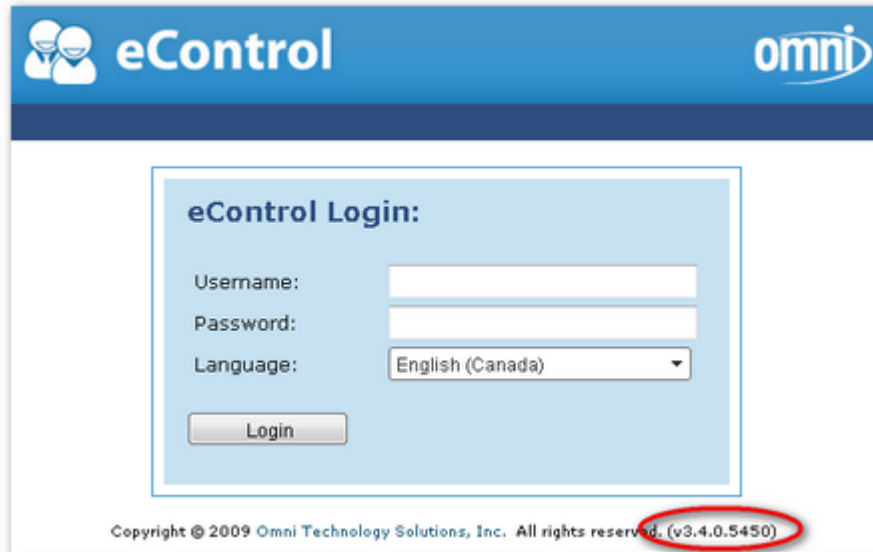 eControl
omni
eControl Login:
Username:
Password:
Language: English (Canada)
Login
Copyright © 2009 Omni Technology Solutions, Inc. All rights reserved. (v3.4.0.5450)